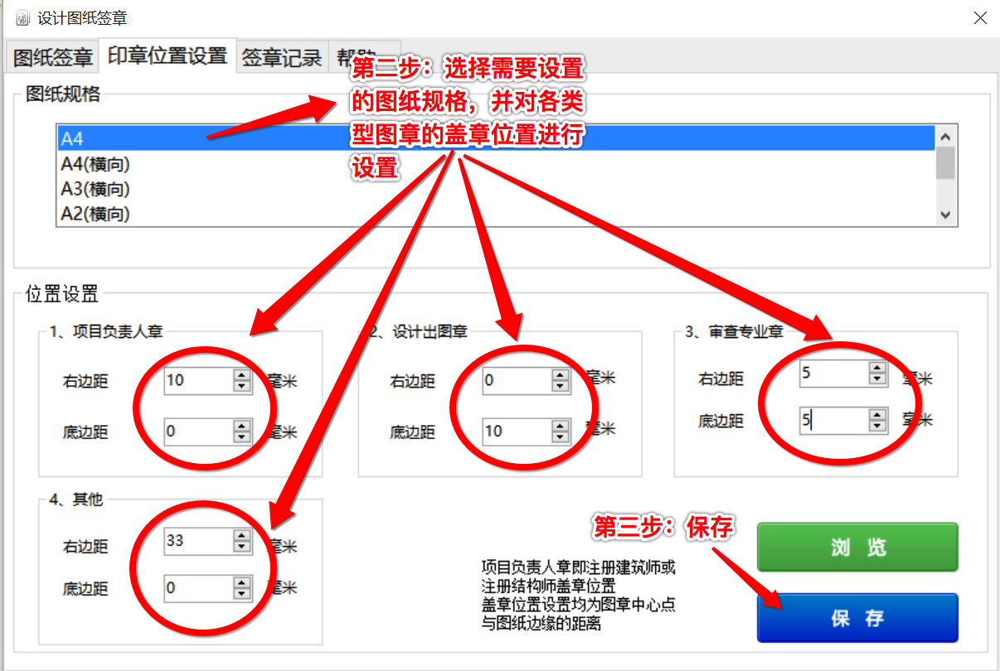 设计图纸签章
图纸签章 印章位置设置 签章记录 帮助
第二步：选择需要设置
的图纸规格，并对各类
型图章的盖章位置进行
设置
图纸规格
A4
A4(横向)
A3(横向)
A2(横向)
位置设置
1、项目负责人章
右边距 10 毫米
底边距 0 毫米
2、设计出图章
右边距 0 毫米
底边距 10 毫米
3、审查专业章
右边距 5 毫米
底边距 5 毫米
4、其他
右边距 33 毫米
底边距 0 毫米
第三步：保存
项目负责人章即注册建筑师或
注册结构师盖章位置
盖章位置设置均为图章中心点
与图纸边缘的距离
浏 览
保 存